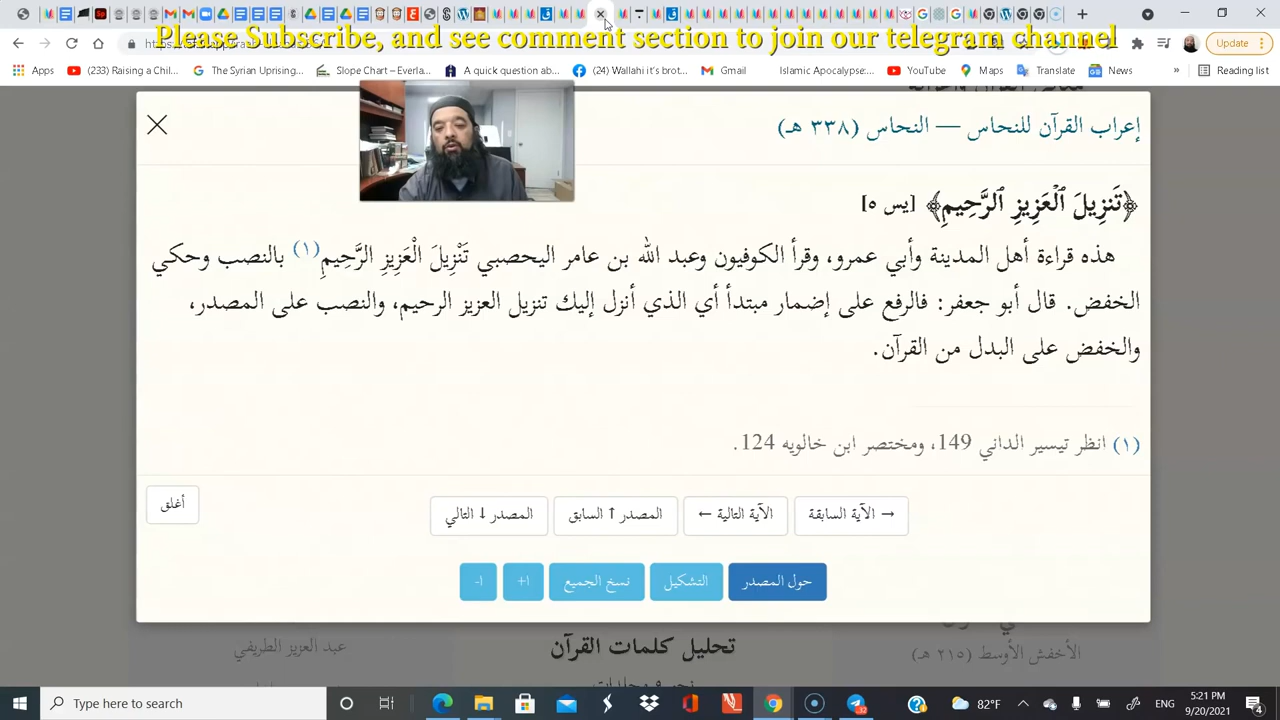 Please Subscribe, and see comment section to join our telegram channel
Update
Apps
(233) Raising a Chil...
The Syrian Uprising...
Slope Chart – Everla...
A quick question ab...
(24) Wallahi it's brot...
Gmail
Islamic Apocalypse:...
YouTube
Maps
Translate
News
»
Reading list
إعراب القرآن للنحاس — النحاس (٣٣٨ هـ)
﴿تَنزِيلَ ٱلْعَزِيزِ ٱلرَّحِيمِ﴾ [يس ٥]
هذه قراءة أهل المدينة وأبي عمرو، وقرأ الكوفيون وعبد الله بن عامر اليحصبي تَنْزِيلَ الْعَزِيزِ الرَّحِيمِ(١) بالنصب وحكي
الخفض. قال أبو جعفر: فالرفع على إضمار مبتدأ أي الذي أنزل إليك تنزيل العزيز الرحيم، والنصب على المصدر،
والخفض على البدل من القرآن.
(١) انظر تيسير الداني 149، ومختصر ابن خالويه 124.
→ الآية السابقة
الآية التالية ←
المصدر ↑ السابق
المصدر ↓ التالي
أغلق
حول المصدر
التشكيل
نسخ الجميع
ا+
ا-
الأخفش الأوسط (٢١٥ هـ)
تحليل كلمات القرآن
عبد العزيز الطريفي
Type here to search
82°F
ENG
5:21 PM
9/20/2021